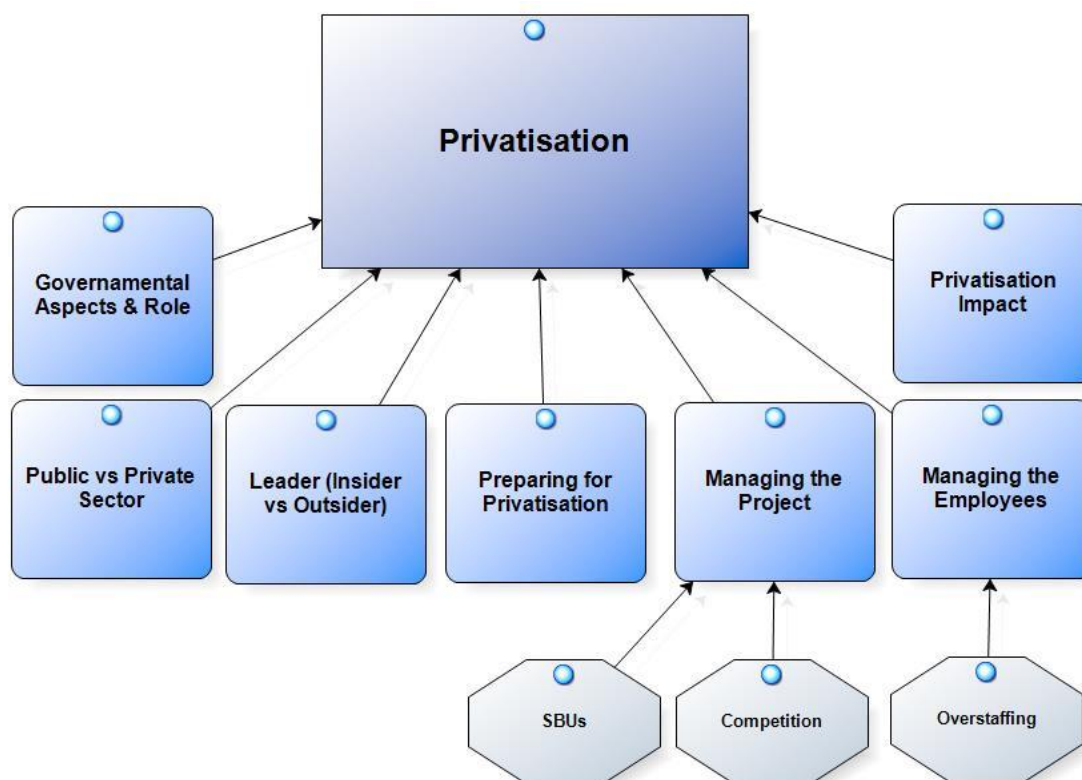 Privatisation
Governamental
Aspects & Role
Privatisation
Impact
Public vs Private
Sector
Leader (Insider
vs Outsider)
Preparing for
Privatisation
Managing the
Project
Managing the
Employees
SBUs
Competition
Overstaffing